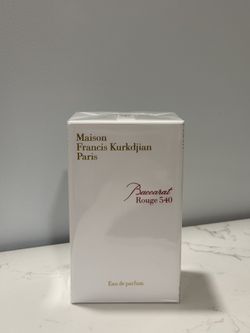 Maison
Francis Kurkdjian
Paris
Baccarat
Rouge 540
Eau de parfum